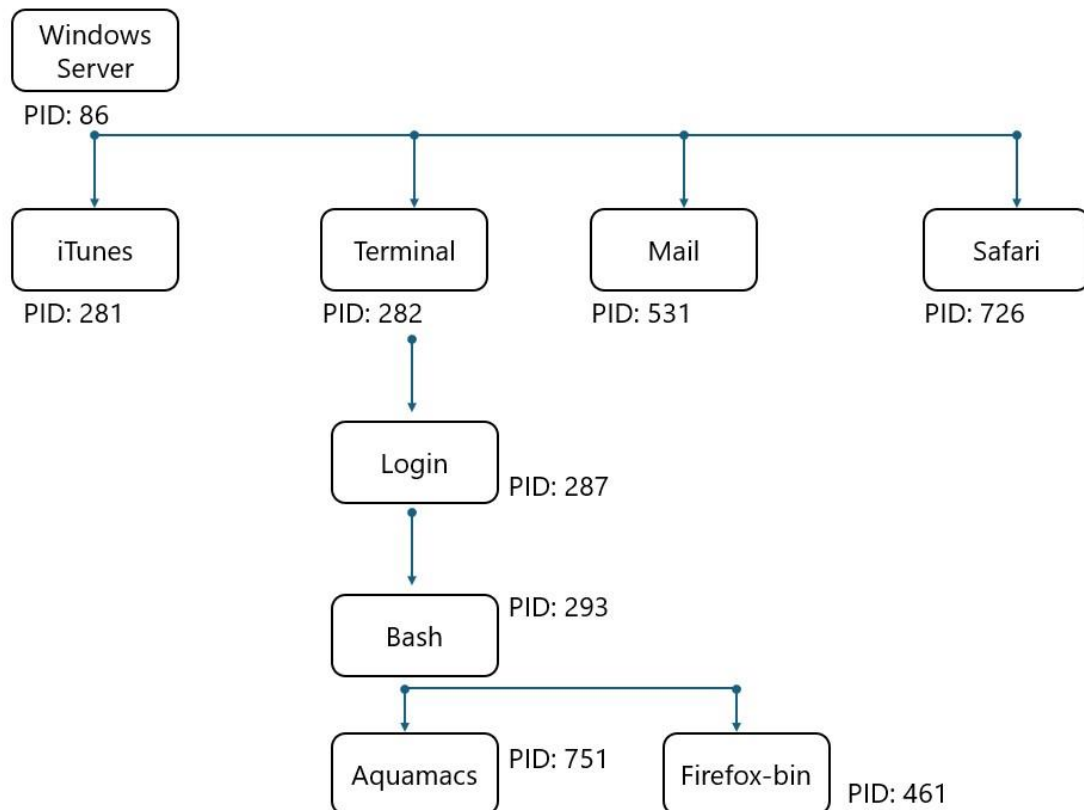 Windows
Server
PID: 86
iTunes
Terminal
Mail
Safari
PID: 281
PID: 282
PID: 531
PID: 726
Login
PID: 287
PID: 293
Bash
Aquamacs
PID: 751
Firefox-bin
PID: 461